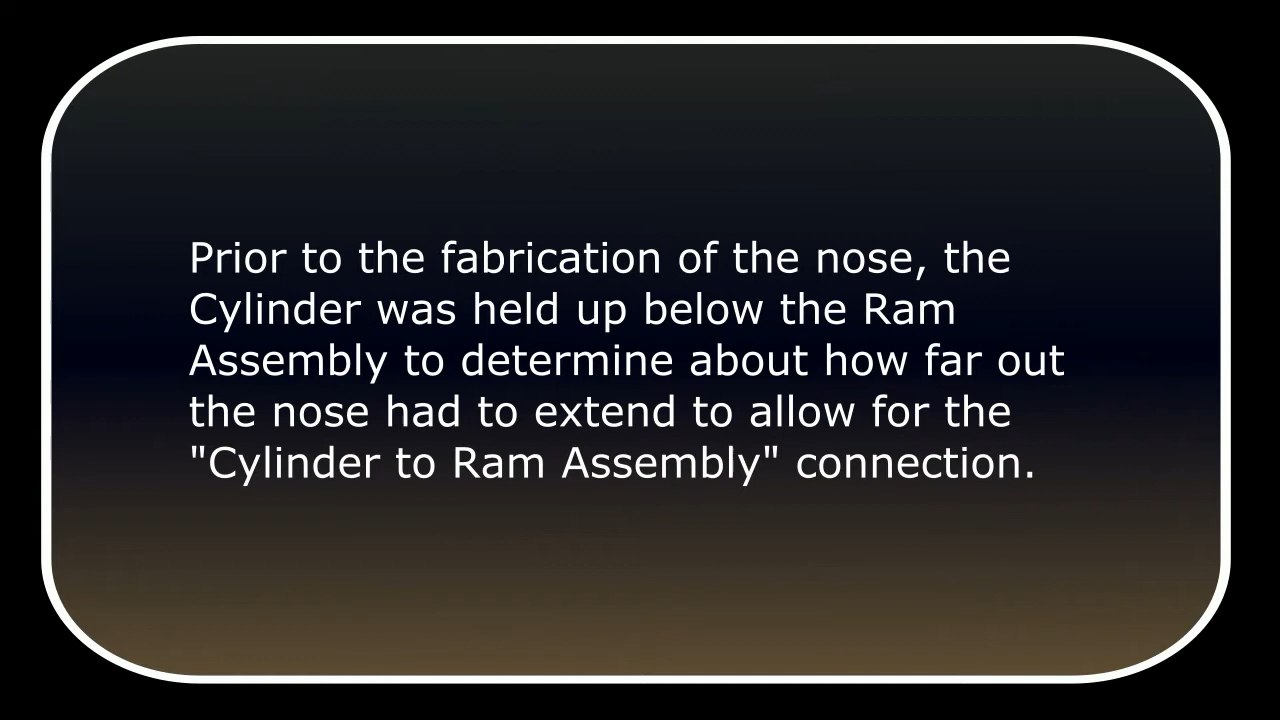 Prior to the fabrication of the nose, the
Cylinder was held up below the Ram
Assembly to determine about how far out
the nose had to extend to allow for the
"Cylinder to Ram Assembly" connection.